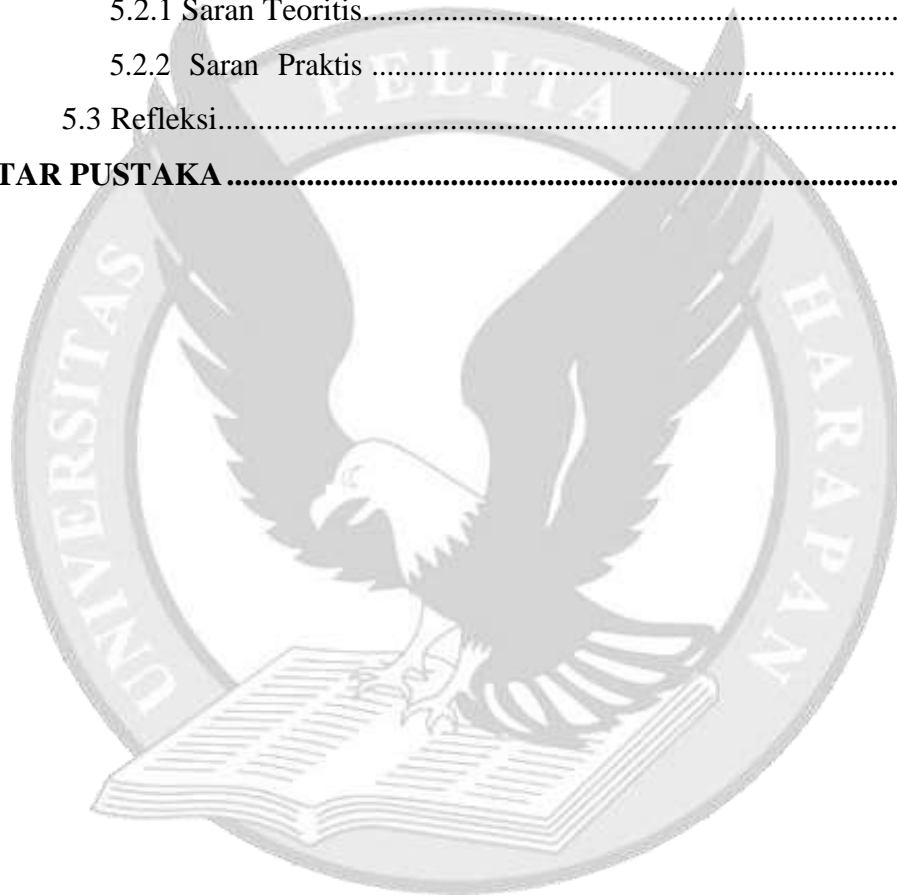 5.2.1 Saran Teoritis............................................................................
5.2.2 Saran Praktis ..........................................................................
5.3 Refleksi..................................................................................................
TAR PUSTAKA..................................................................................
UNIVERSITAS PELITA HARAPAN